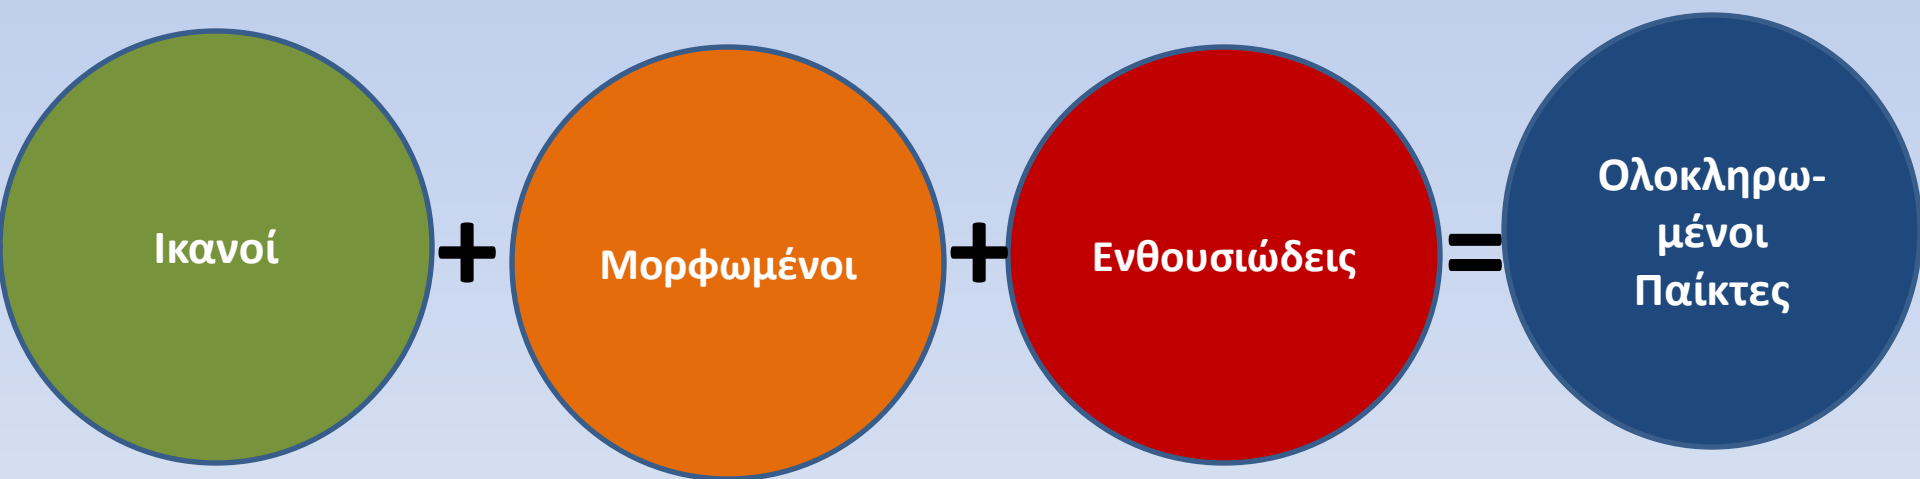 Ικανοί
+
Μορφωμένοι
+
Ενθουσιώδεις
=
Ολοκληρω-
μένοι
Παίκτες